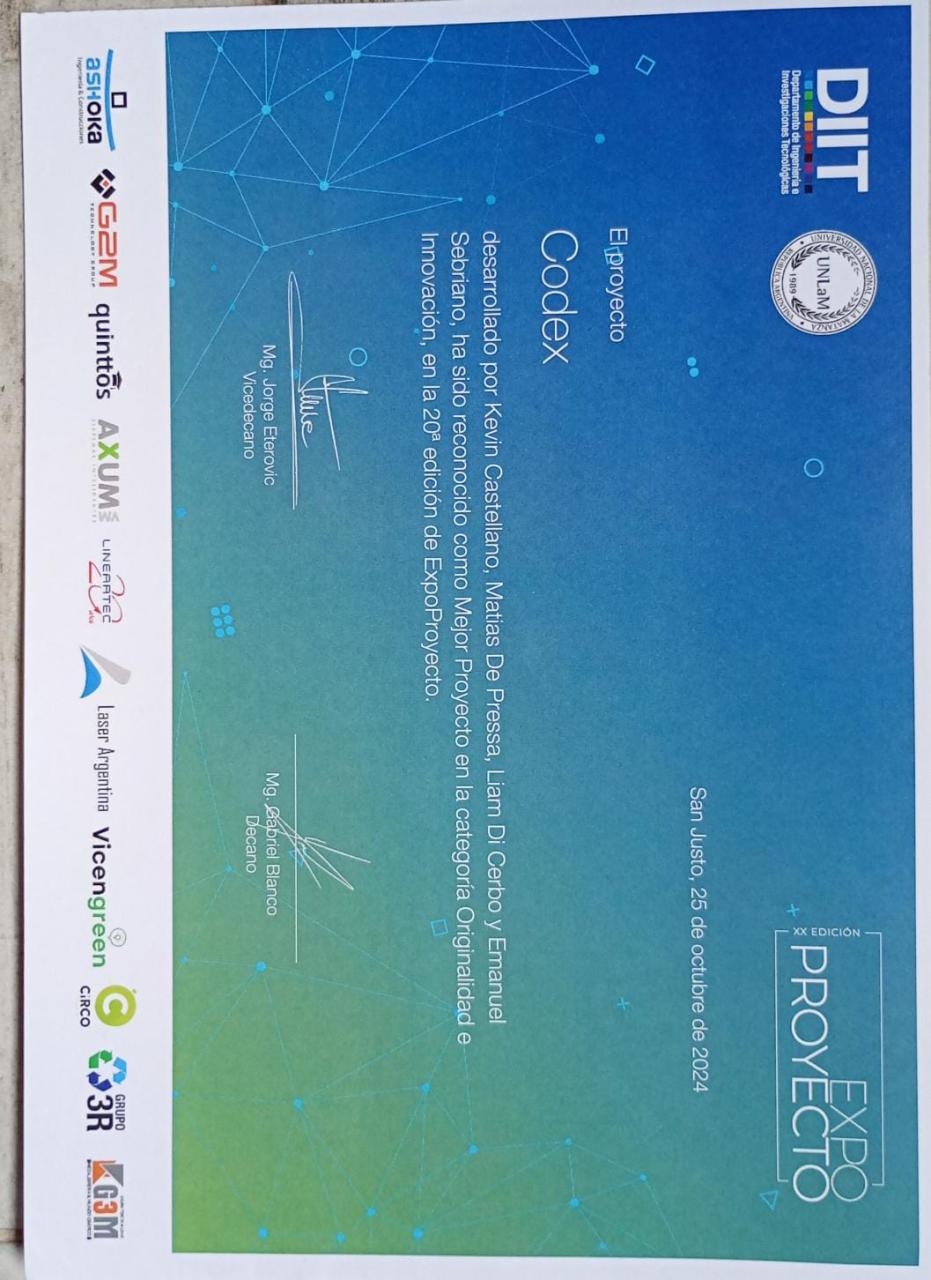 DIIT
Departamento de Ingeniería e
Investigaciones Tecnológicas
UNIVERSIDAD NACIONAL DE LA MATANZA
UNLaM
1989
REPÚBLICA ARGENTINA
XX EDICIÓN
EXPO
PROYECTO
San Justo, 25 de octubre de 2024
El proyecto
Codex
desarrollado por Kevin Castellano, Matias De Pressa, Liam Di Cerbo y Emanuel
Sebriano, ha sido reconocido como Mejor Proyecto en la categoría Originalidad e
Innovación, en la 20ª edición de ExpoProyecto.
Mg. Jorge Eterovic
Vicedecano
Mg. Gabriel Blanco
Decano
ASHOKA
Ingeniería & Construcciones
G2M
TECHNOLOGY GROUP
quinttos
AXUM
SISTEMAS INTELIGENTES
LINEARTEC
20
años
Laser Argentina
Vicengreen
CiRCO
GRUPO
3R
G3M